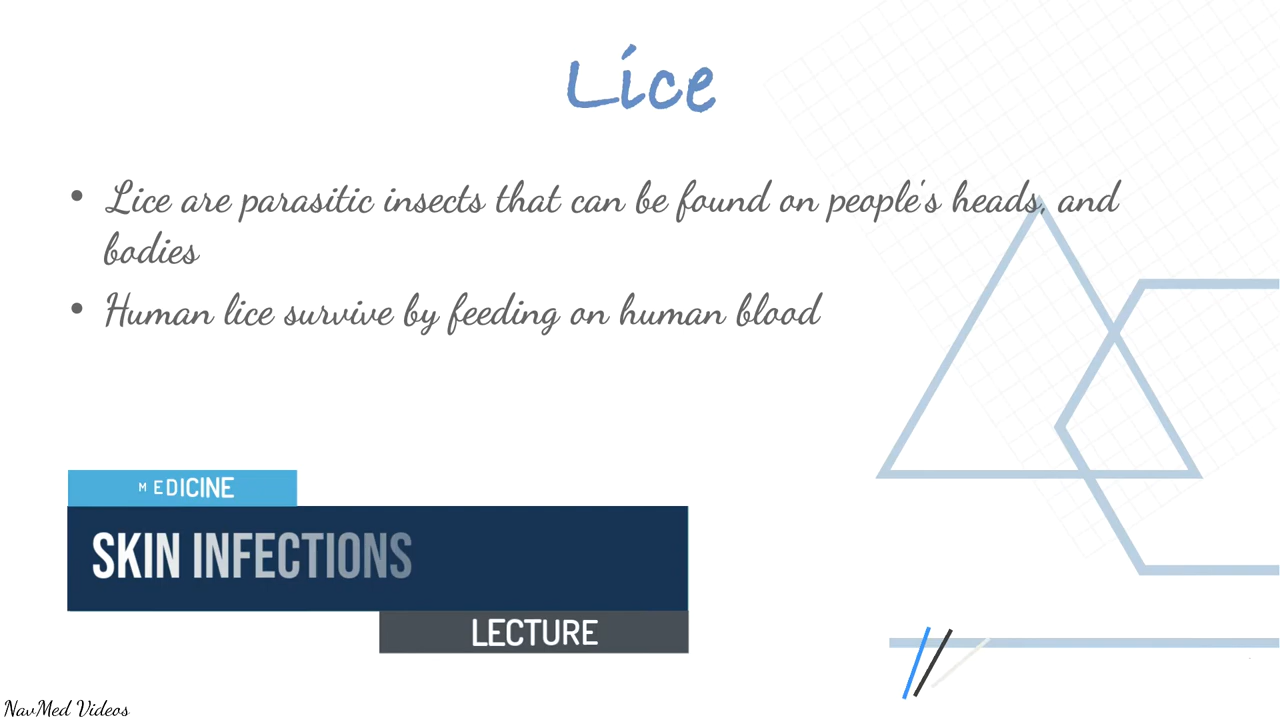 Lice
• Lice are parasitic insects that can be found on people's heads, and
bodies
• Human lice survive by feeding on human blood
MEDICINE
SKIN INFECTIONS
LECTURE
NavMed Videos